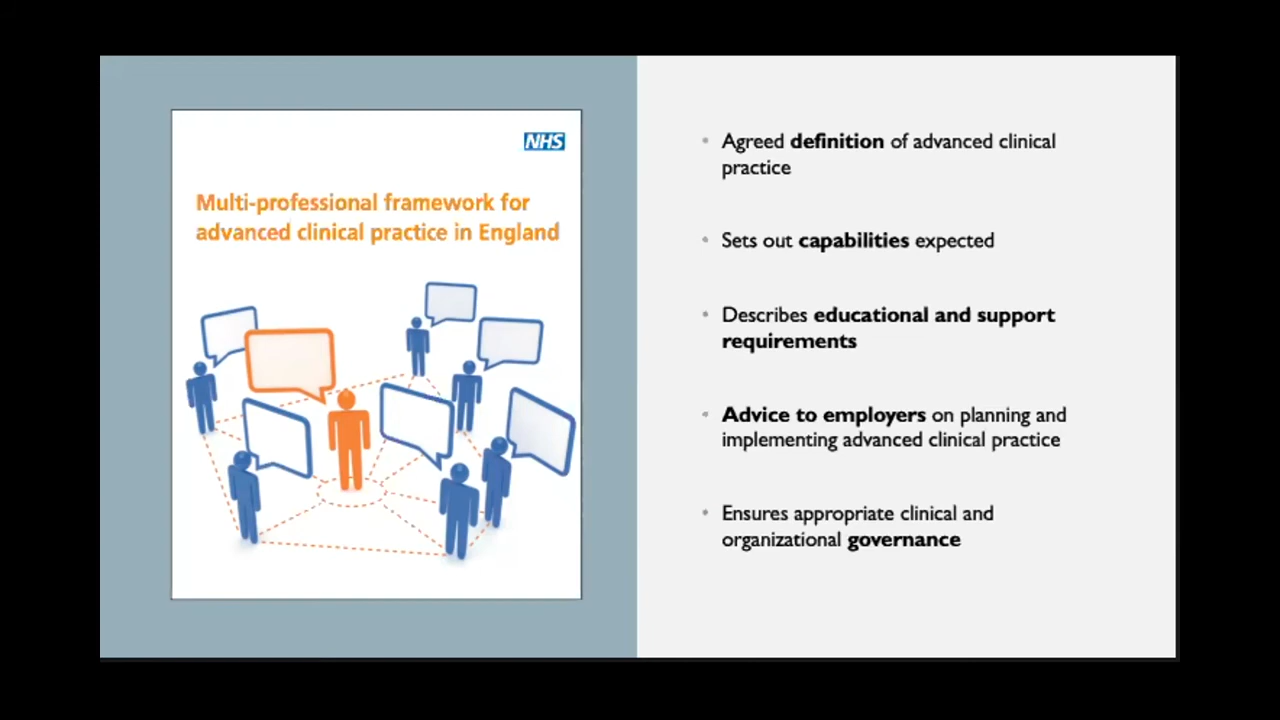 NHS
Multi-professional framework for
advanced clinical practice in England
• Agreed definition of advanced clinical
practice
• Sets out capabilities expected
• Describes educational and support
requirements
• Advice to employers on planning and
implementing advanced clinical practice
• Ensures appropriate clinical and
organizational governance